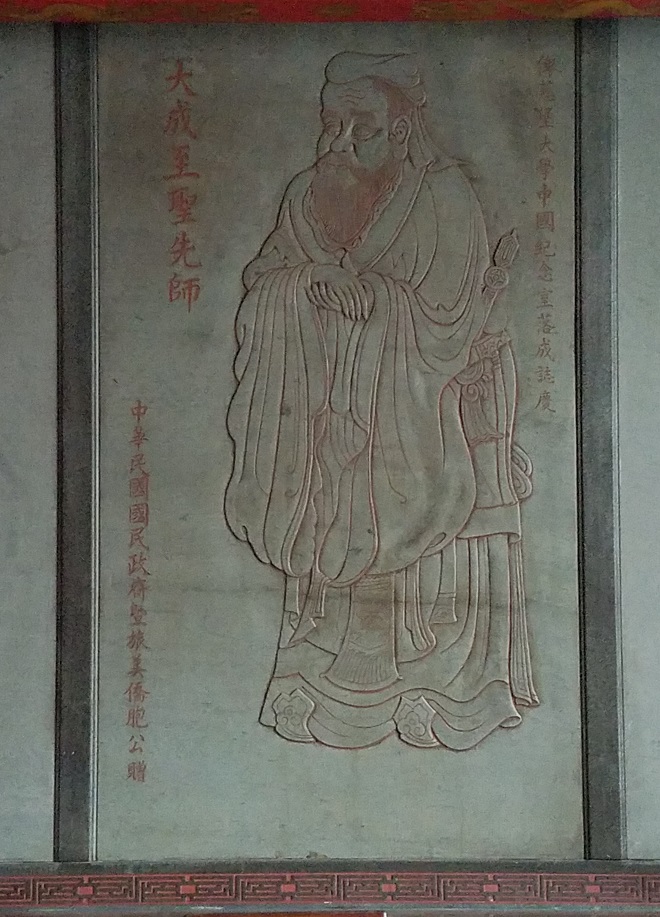 堡大學中國紀念室落成誌慶
大成至聖先師
中華民國國民政府暨旅美僑胞公贈